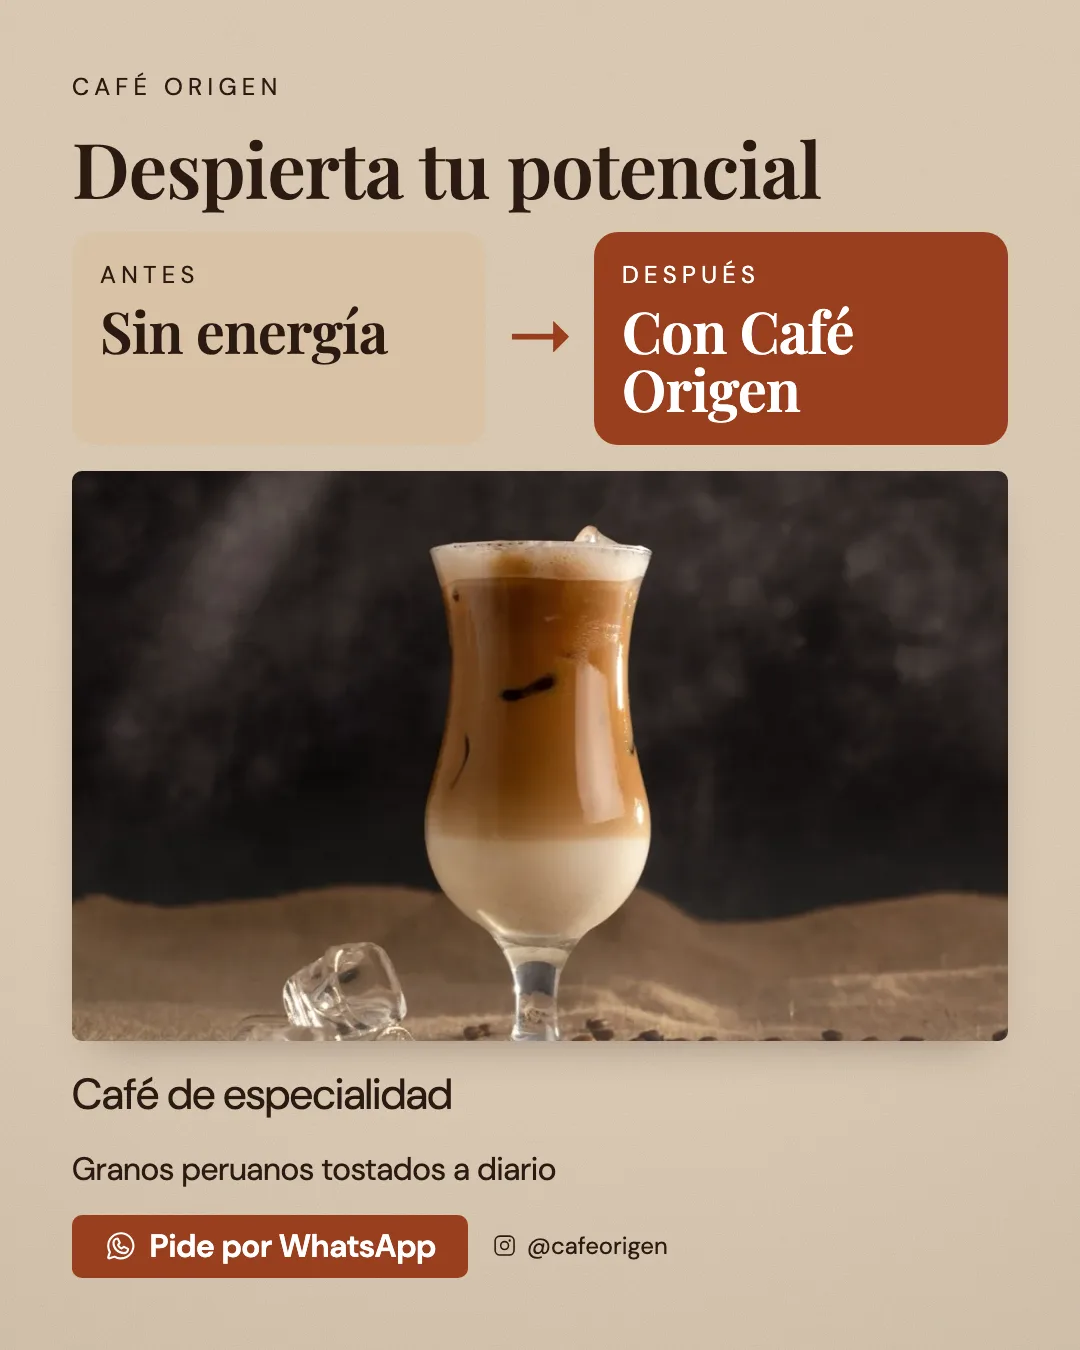 CAFÉ ORIGEN
Despierta tu potencial
ANTES
Sin energía
DESPUÉS
Con Café
Origen
Café de especialidad
Granos peruanos tostados a diario
Pide por WhatsApp
@cafeorigen